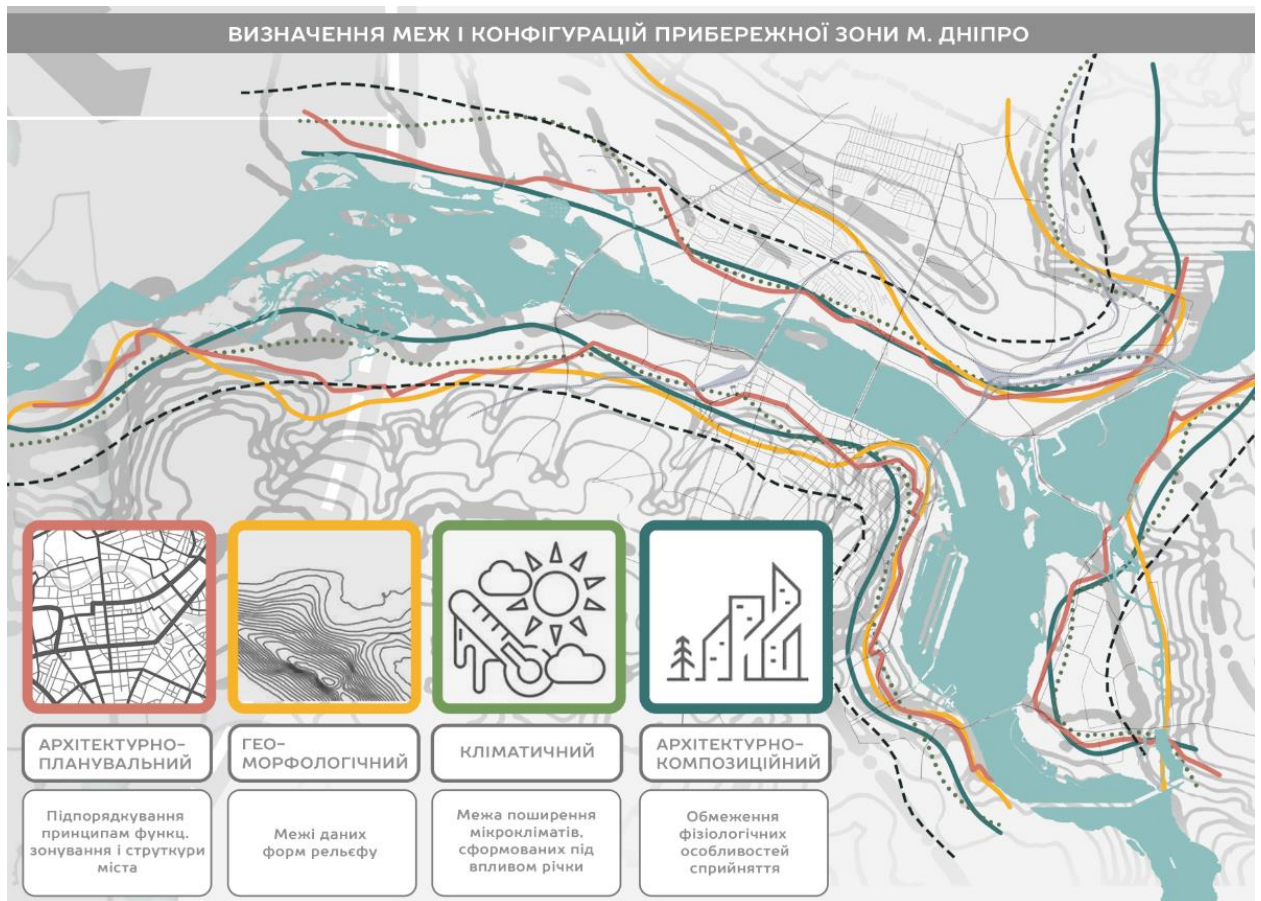 ВИЗНАЧЕННЯ МЕЖ І КОНФІГУРАЦІЙ ПРИБЕРЕЖНОЇ ЗОНИ М. ДНІПРО
АРХІТЕКТУРНО-
ПЛАНУВАЛЬНИЙ
ГЕО-
МОРФОЛОГІЧНИЙ
КЛІМАТИЧНИЙ
АРХІТЕКТУРНО-
КОМПОЗИЦІЙНИЙ
Підпорядкування
принципам функц.
зонування і струткури
міста
Межі даних
форм рельєфу
Межа поширення
мікрокліматів,
сформованих під
впливом річки
Обмеження
фізіологічних
особливостей
сприйняття